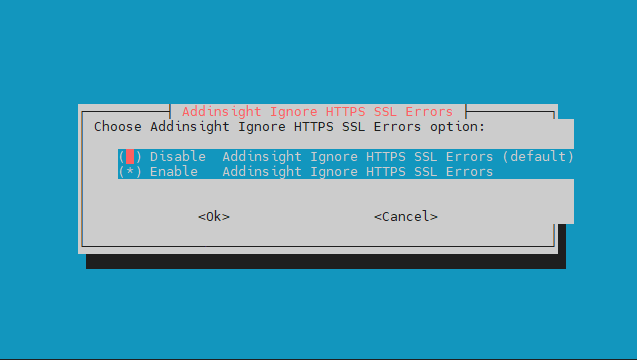 Addinsight Ignore HTTPS SSL Errors
Choose Addinsight Ignore HTTPS SSL Errors option:
( ) Disable  Addinsight Ignore HTTPS SSL Errors (default)
(*) Enable   Addinsight Ignore HTTPS SSL Errors
<Ok> <Cancel>